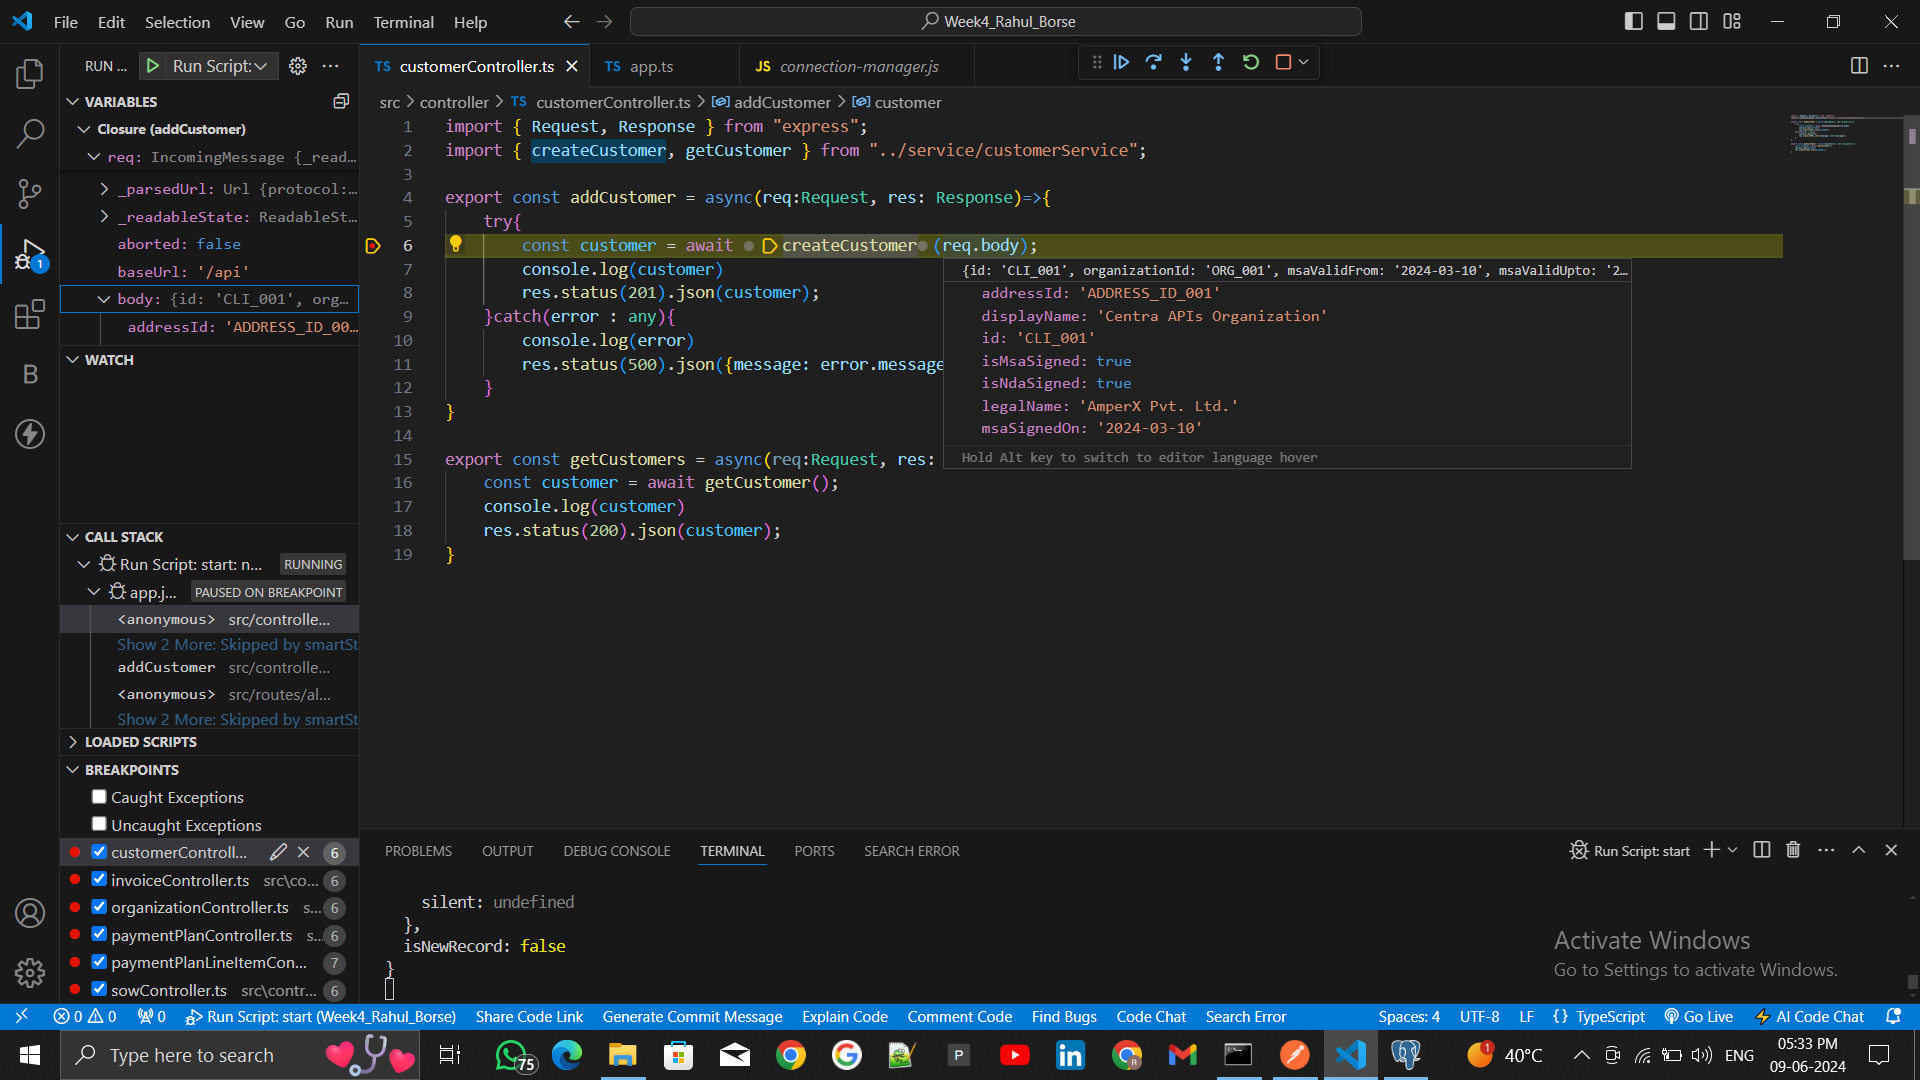 File Edit Selection View Go Run Terminal Help
Week4_Rahul_Borse
RUN ... Run Script: ...
TS customerController.ts
TS app.ts
JS connection-manager.js
src > controller > TS customerController.ts > addCustomer > customer
VARIABLES
Closure (addCustomer)
req: IncomingMessage {_read...
_parsedUrl: Url {protocol:...
_readableState: ReadableSt...
aborted: false
baseUrl: '/api'
body: {id: 'CLI_001', org...
addressId: 'ADDRESS_ID_00...
WATCH
CALL STACK
Run Script: start: n... RUNNING
app.j... PAUSED ON BREAKPOINT
<anonymous> src/controlle...
Show 2 More: Skipped by smartSt
addCustomer src/controlle...
<anonymous> src/routes/al...
Show 2 More: Skipped by smartSt
LOADED SCRIPTS
BREAKPOINTS
Caught Exceptions
Uncaught Exceptions
customerControll... 6
invoiceController.ts src\co... 6
organizationController.ts s... 6
paymentPlanController.ts s... 6
paymentPlanLineItemCon... 7
sowController.ts src\contr... 6
1 import { Request, Response } from "express";
2 import { createCustomer, getCustomer } from "../service/customerService";
3
4 export const addCustomer = async(req:Request, res: Response)=>{
5 try{
6 const customer = await createCustomer (req.body);
7 console.log(customer)
8 res.status(201).json(customer);
9 }catch(error : any){
10 console.log(error)
11 res.status(500).json({message: error.message
12 }
13 }
14
15 export const getCustomers = async(req:Request, res:
16 const customer = await getCustomer();
17 console.log(customer)
18 res.status(200).json(customer);
19 }
{id: 'CLI_001', organizationId: 'ORG_001', msaValidFrom: '2024-03-10', msaValidUpto: '2…
addressId: 'ADDRESS_ID_001'
displayName: 'Centra APIs Organization'
id: 'CLI_001'
isMsaSigned: true
isNdaSigned: true
legalName: 'AmperX Pvt. Ltd.'
msaSignedOn: '2024-03-10'
Hold Alt key to switch to editor language hover
PROBLEMS OUTPUT DEBUG CONSOLE TERMINAL PORTS SEARCH ERROR
Run Script: start
silent: undefined
},
isNewRecord: false
}
Activate Windows
Go to Settings to activate Windows.
0 0 0 Run Script: start (Week4_Rahul_Borse) Share Code Link Generate Commit Message Explain Code Comment Code Find Bugs Code Chat Search Error Spaces: 4 UTF-8 LF {} TypeScript Go Live AI Code Chat
1
B
Type here to search
75
P
R
1
40°C
ENG
05:33 PM
09-06-2024